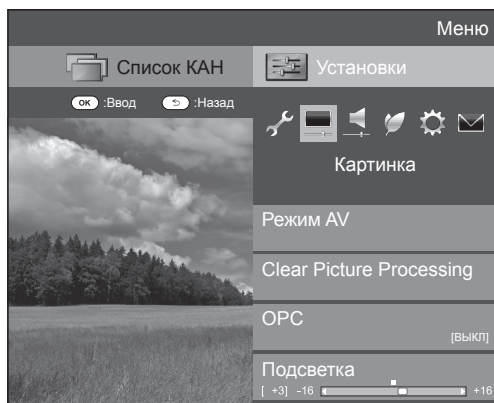 Меню
Список КАН
Установки
OK :Ввод :Назад
Картинка
Режим AV
Clear Picture Processing
OPC
[ВЫКЛ]
Подсветка
[ +3] -16 +16